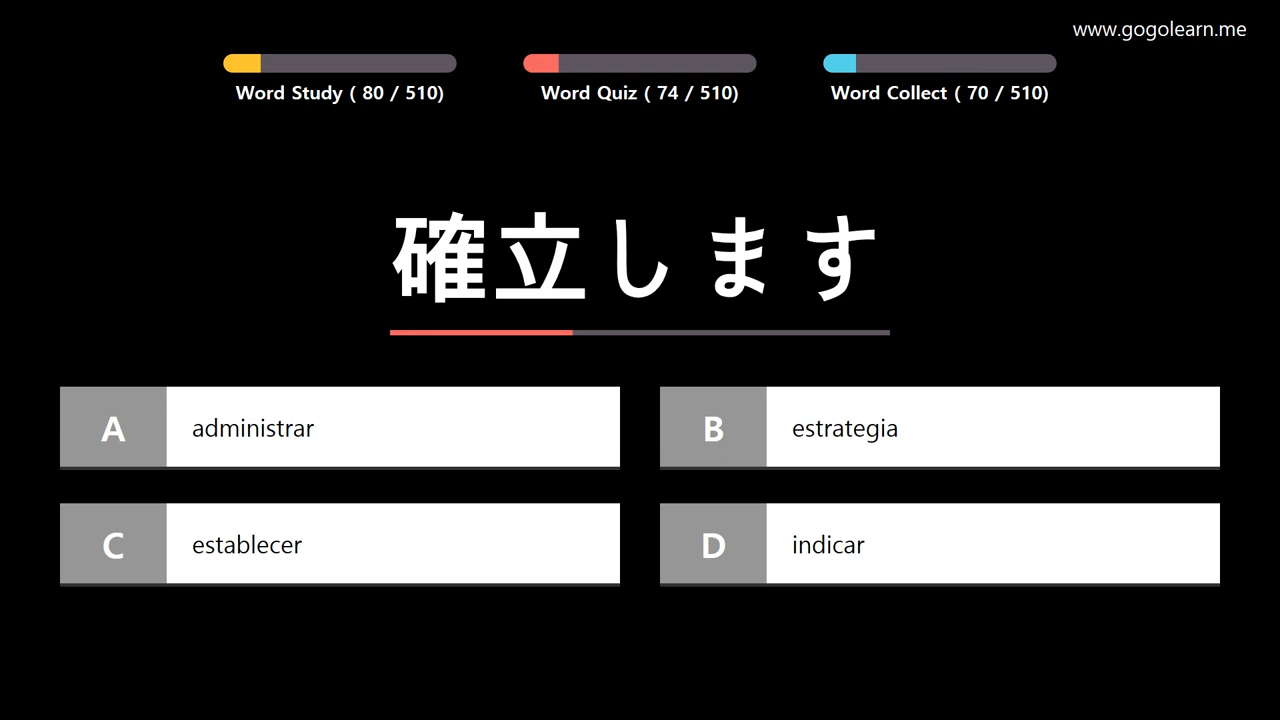 www.gogolearn.me
Word Study ( 80 / 510)
Word Quiz ( 74 / 510)
Word Collect ( 70 / 510)
確立します
A administrar
B estrategia
C establecer
D indicar